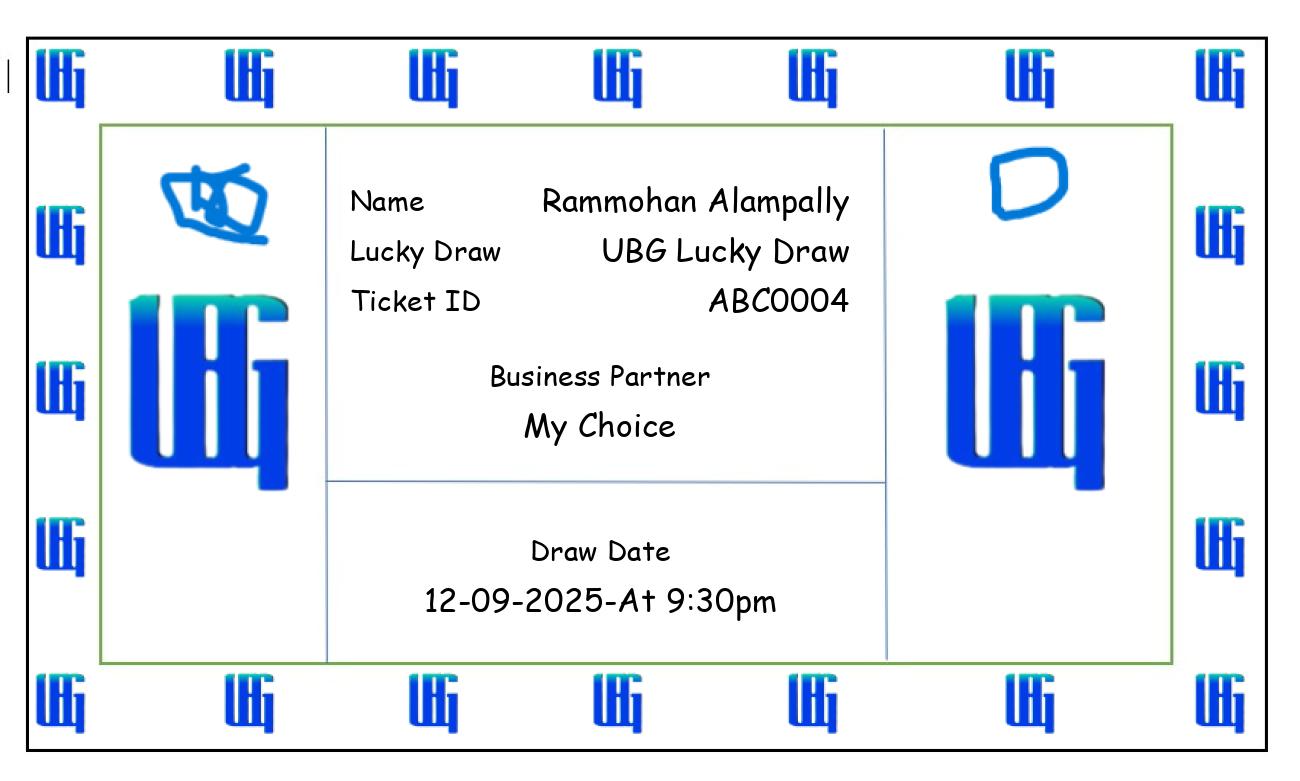 Name Rammohan Alampally
Lucky Draw UBG Lucky Draw
Ticket ID ABC0004
Business Partner
My Choice
Draw Date
12-09-2025-At 9:30pm